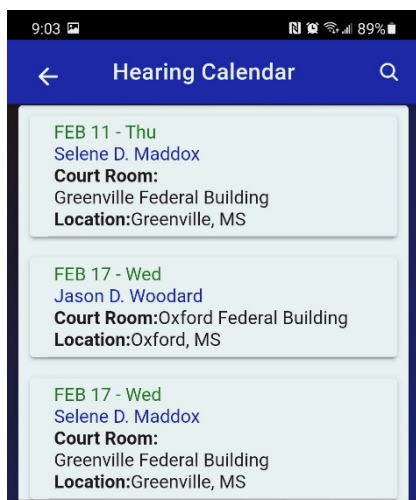 9:03 89%
Hearing Calendar
FEB 11 - Thu
Selene D. Maddox
Court Room:
Greenville Federal Building
Location:Greenville, MS
FEB 17 - Wed
Jason D. Woodard
Court Room:Oxford Federal Building
Location:Oxford, MS
FEB 17 - Wed
Selene D. Maddox
Court Room:
Greenville Federal Building
Location:Greenville, MS